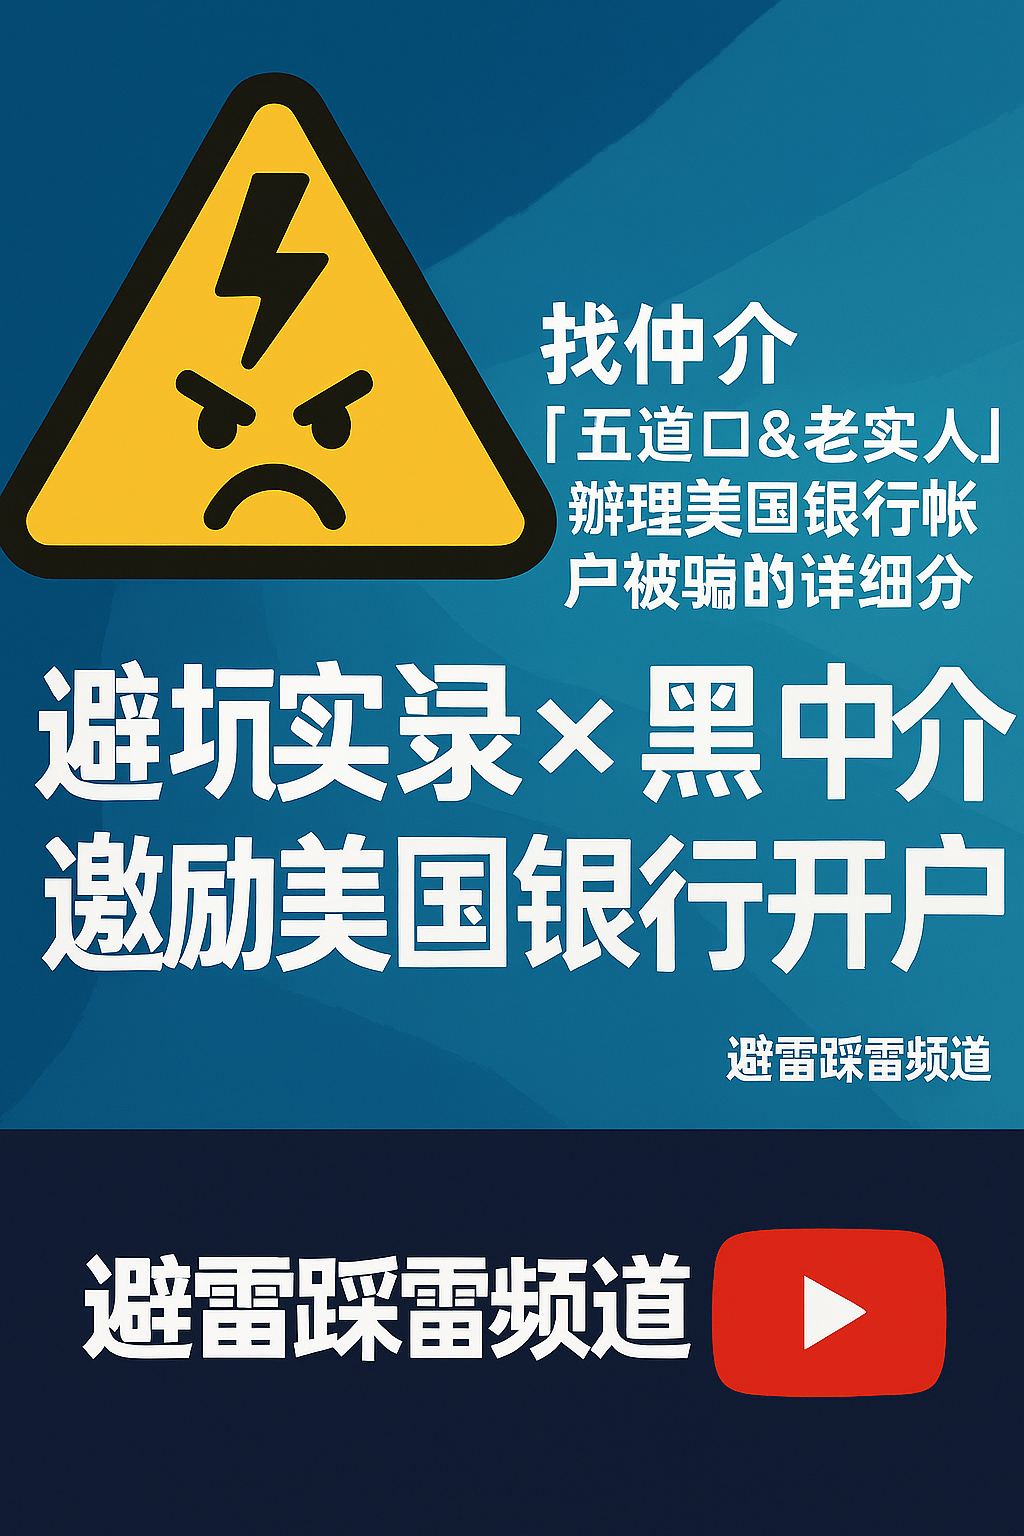 找仲介
「五道口&老实人」
辦理美国银行帐
户被骗的详细分
避坑实录×黑中介
邀励美国银行开户
避雷踩雷频道
避雷踩雷频道